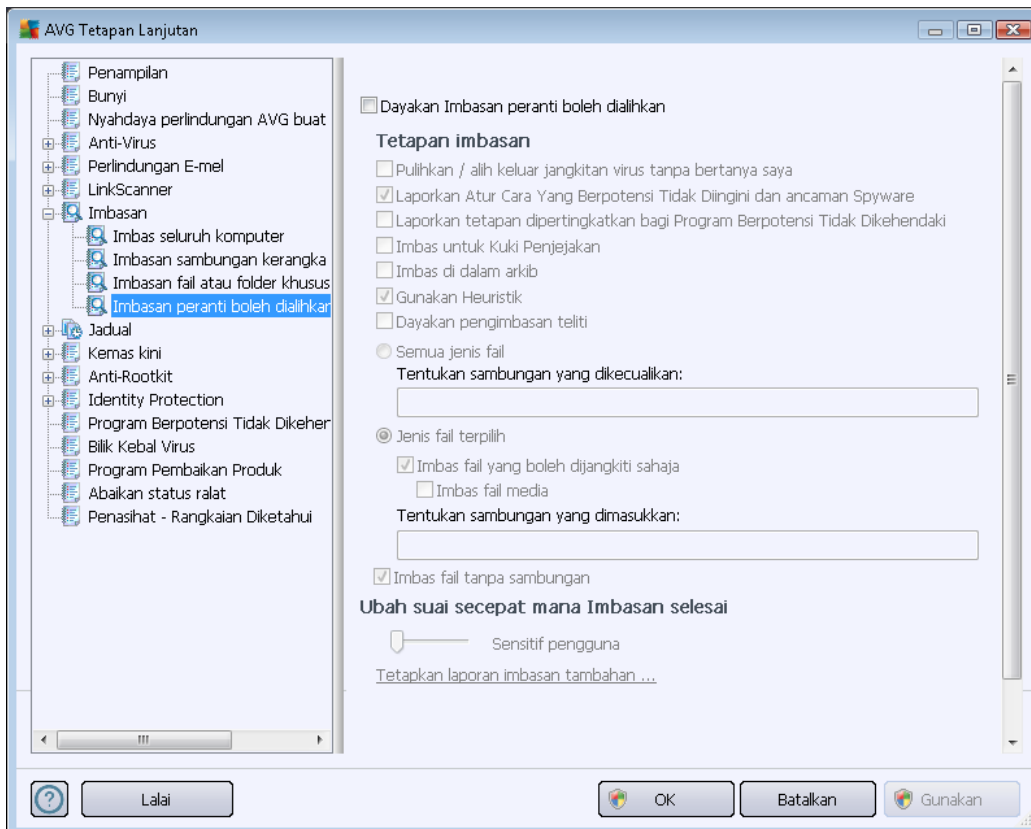 AVG Tetapan Lanjutan
Penampilan
Bunyi
Nyahdaya perlindungan AVG buat
Anti-Virus
Perlindungan E-mel
LinkScanner
Imbasan
Imbas seluruh komputer
Imbasan sambungan kerangka
Imbasan fail atau folder khusus
Imbasan peranti boleh dialihkan
Jadual
Kemas kini
Anti-Rootkit
Identity Protection
Program Berpotensi Tidak Dikeher
Bilik Kebal Virus
Program Pembaikan Produk
Abaikan status ralat
Penasihat - Rangkaian Diketahui
Dayakan Imbasan peranti boleh dialihkan
Tetapan imbasan
Pulihkan / alih keluar jangkitan virus tanpa bertanya saya
Laporkan Atur Cara Yang Berpotensi Tidak Diingini dan ancaman Spyware
Laporkan tetapan dipertingkatkan bagi Program Berpotensi Tidak Dikehendaki
Imbas untuk Kuki Penjejakan
Imbas di dalam arkib
Gunakan Heuristik
Dayakan pengimbasan teliti
Semua jenis fail
Tentukan sambungan yang dikecualikan:
Jenis fail terpilih
Imbas fail yang boleh dijangkiti sahaja
Imbas fail media
Tentukan sambungan yang dimasukkan:
Imbas fail tanpa sambungan
Ubah suai secepat mana Imbasan selesai
Sensitif pengguna
Tetapkan laporan imbasan tambahan ...
Lalai
OK
Batalkan
Gunakan